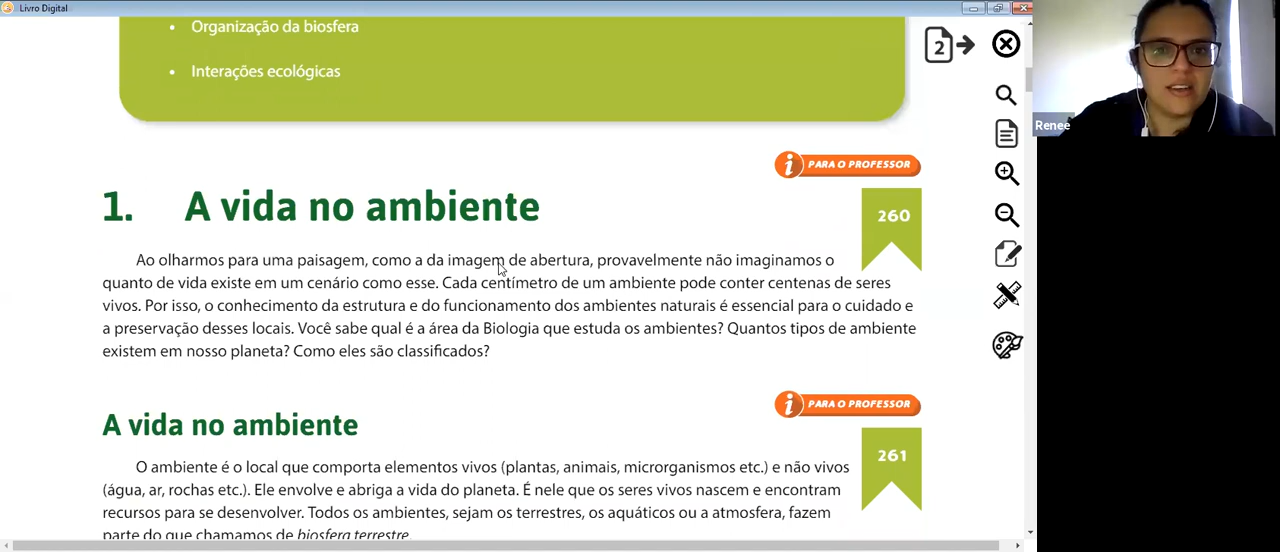 Livro Digital
• Organização da biosfera
• Interações ecológicas
2
Renee
PARA O PROFESSOR
1. A vida no ambiente
260
Ao olharmos para uma paisagem, como a da imagem de abertura, provavelmente não imaginamos o
quanto de vida existe em um cenário como esse. Cada centímetro de um ambiente pode conter centenas de seres
vivos. Por isso, o conhecimento da estrutura e do funcionamento dos ambientes naturais é essencial para o cuidado e
a preservação desses locais. Você sabe qual é a área da Biologia que estuda os ambientes? Quantos tipos de ambiente
existem em nosso planeta? Como eles são classificados?
PARA O PROFESSOR
A vida no ambiente
261
O ambiente é o local que comporta elementos vivos (plantas, animais, microrganismos etc.) e não vivos
(água, ar, rochas etc.). Ele envolve e abriga a vida do planeta. É nele que os seres vivos nascem e encontram
recursos para se desenvolver. Todos os ambientes, sejam os terrestres, os aquáticos ou a atmosfera, fazem
parte do que chamamos de biosfera terrestre.